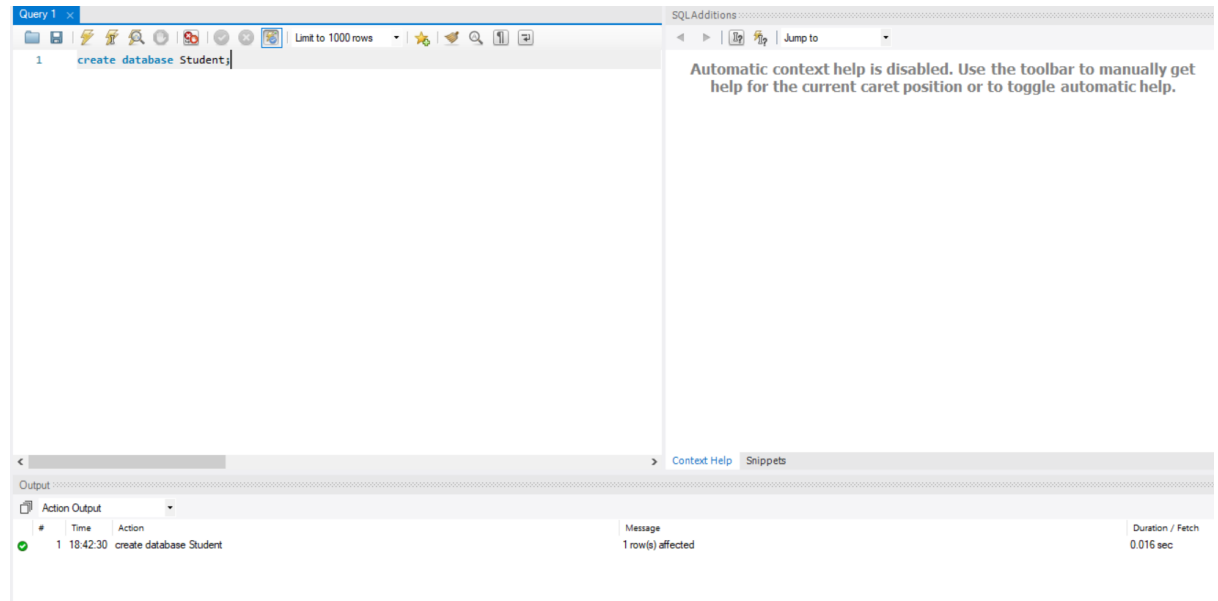 Query 1
Limit to 1000 rows
1 create database Student;
SQLAdditions
Jump to
Automatic context help is disabled. Use the toolbar to manually get
help for the current caret position or to toggle automatic help.
Context Help Snippets
Output
Action Output
# Time Action Message Duration / Fetch
1 18:42:30 create database Student 1 row(s) affected 0.016 sec